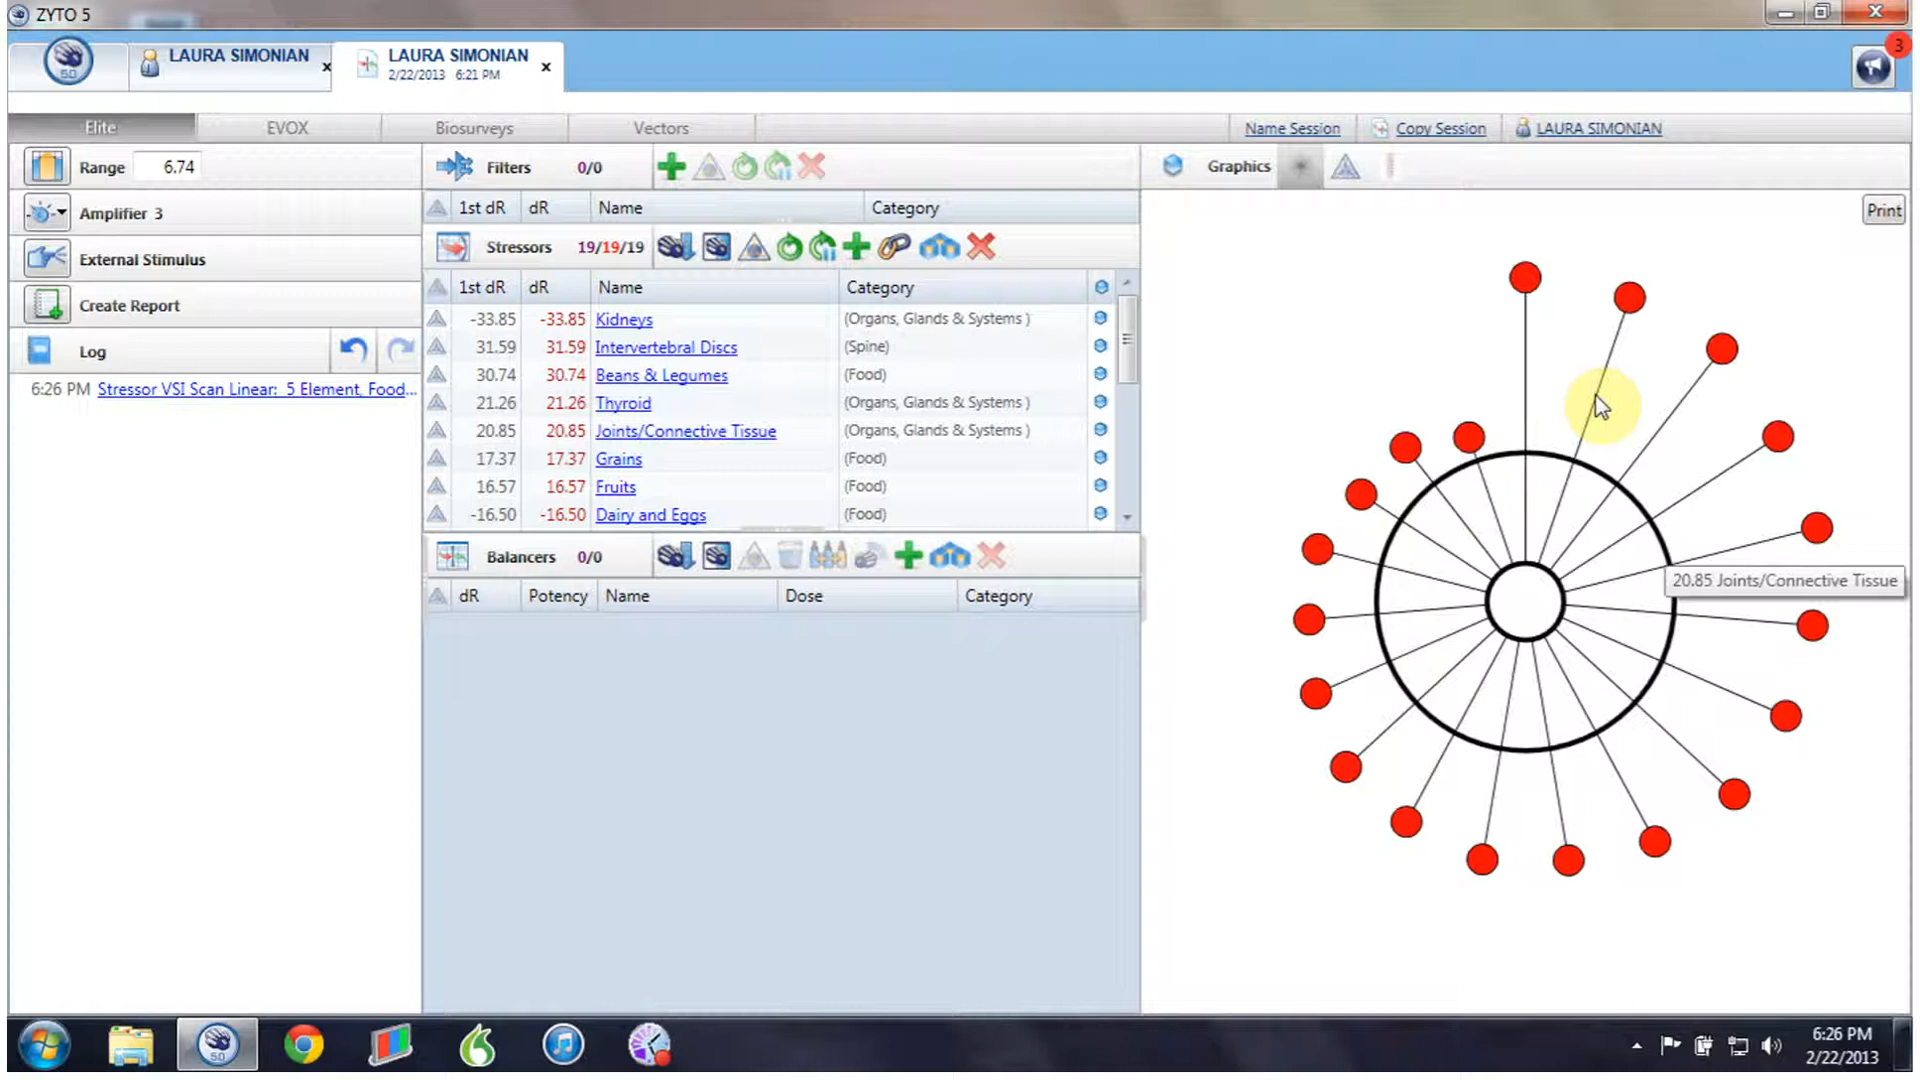 ZYTO 5
3
50
LAURA SIMONIAN x
LAURA SIMONIAN
2/22/2013 6:21 PM x
Elite EVOX Biosurveys Vectors Name Session Copy Session LAURA SIMONIAN
Range 6.74
Amplifier 3
External Stimulus
Create Report
Log
6:26 PM Stressor VSI Scan Linear: 5 Element, Food...
Filters 0/0
1st dR dR Name Category
Stressors 19/19/19
1st dR dR Name Category
-33.85 -33.85 Kidneys (Organs, Glands & Systems )
31.59 31.59 Intervertebral Discs (Spine)
30.74 30.74 Beans & Legumes (Food)
21.26 21.26 Thyroid (Organs, Glands & Systems )
20.85 20.85 Joints/Connective Tissue (Organs, Glands & Systems )
17.37 17.37 Grains (Food)
16.57 16.57 Fruits (Food)
-16.50 -16.50 Dairy and Eggs (Food)
Balancers 0/0
dR Potency Name Dose Category
Graphics
Print
20.85 Joints/Connective Tissue
50
6:26 PM
2/22/2013